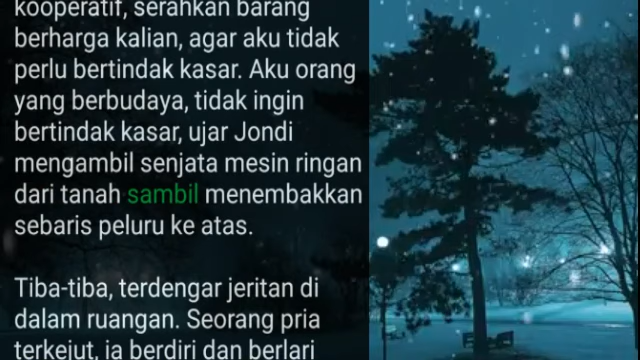 kooperatif, serahkan barang
berharga kalian, agar aku tidak
perlu bertindak kasar. Aku orang
yang berbudaya, tidak ingin
bertindak kasar, ujar Jondi
mengambil senjata mesin ringan
dari tanah sambil menembakkan
sebaris peluru ke atas.
Tiba-tiba, terdengar jeritan di
dalam ruangan. Seorang pria
terkejut, ia berdiri dan berlari